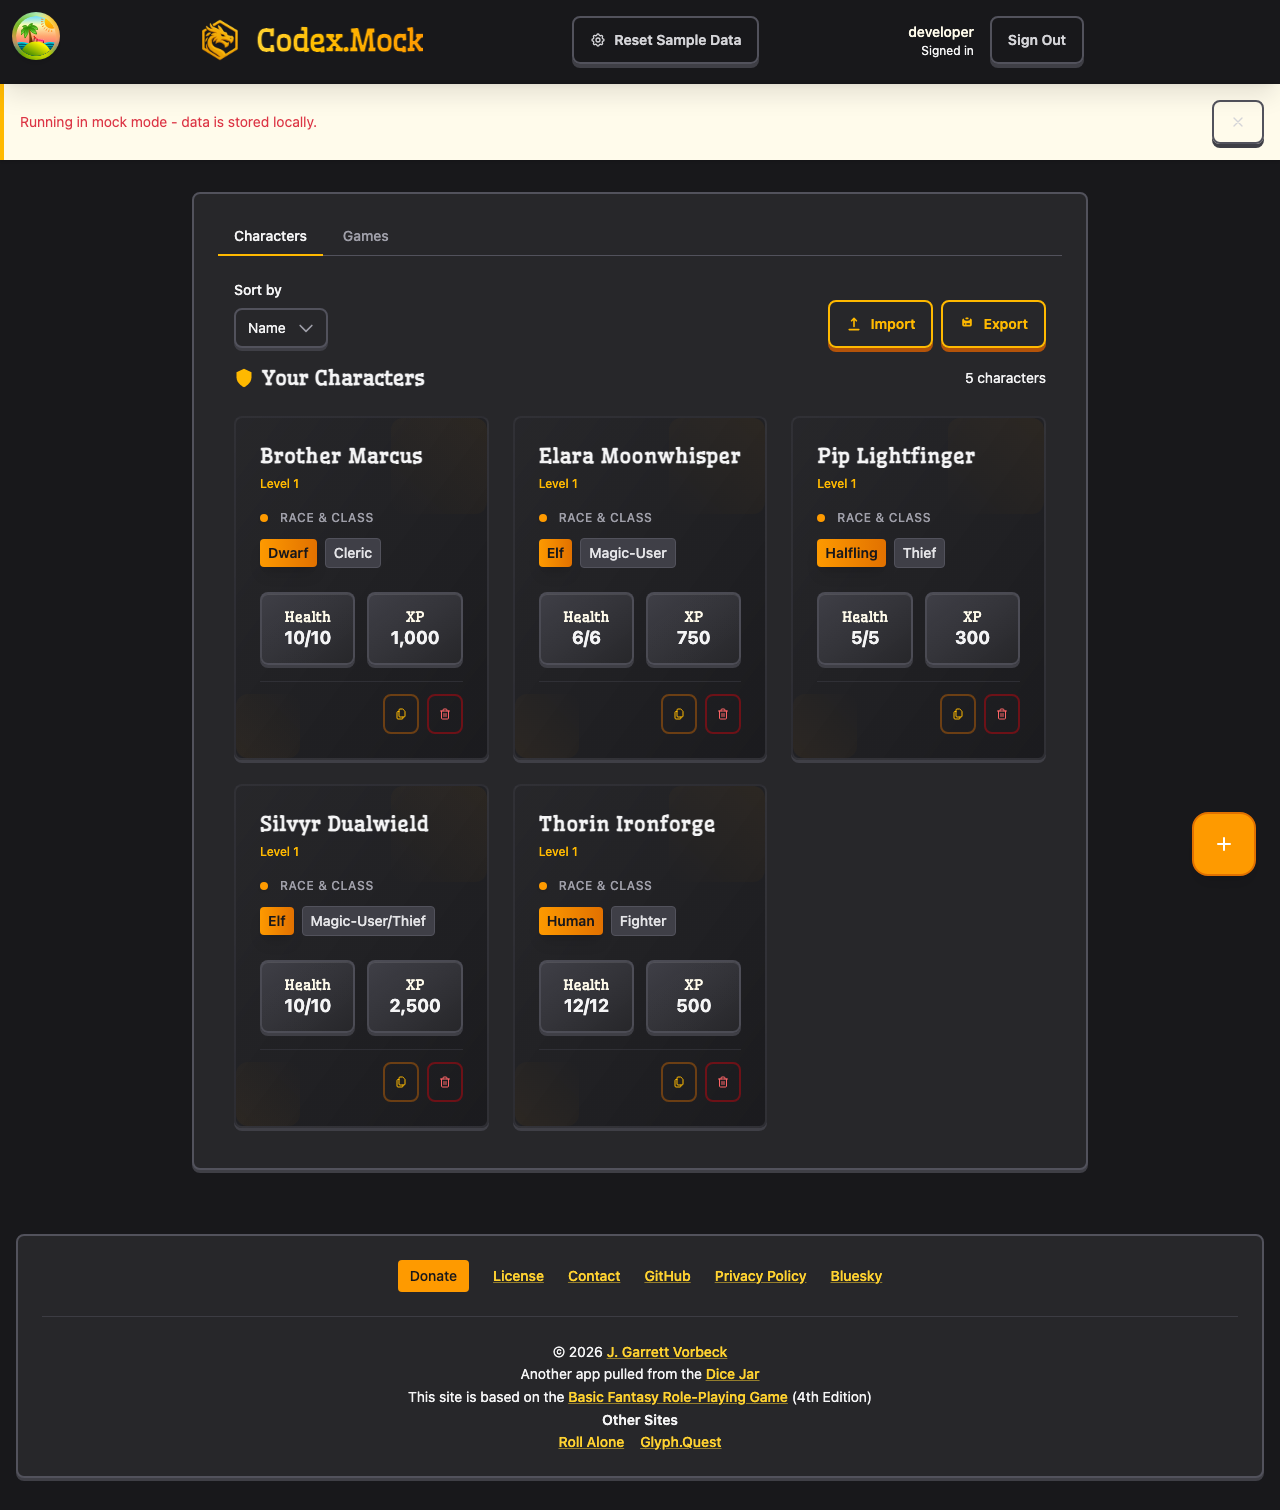 Codex.Mock
Reset Sample Data
developer
Signed in
Sign Out
Running in mock mode - data is stored locally.
Characters
Games
Sort by
Name
Import
Export
Your Characters
5 characters
Brother Marcus
Level 1
RACE & CLASS
Dwarf
Cleric
Health
10/10
XP
1,000
Elara Moonwhisper
Level 1
RACE & CLASS
Elf
Magic-User
Health
6/6
XP
750
Pip Lightfinger
Level 1
RACE & CLASS
Halfling
Thief
Health
5/5
XP
300
Silvyr Dualwield
Level 1
RACE & CLASS
Elf
Magic-User/Thief
Health
10/10
XP
2,500
Thorin Ironforge
Level 1
RACE & CLASS
Human
Fighter
Health
12/12
XP
500
Donate
License
Contact
GitHub
Privacy Policy
Bluesky
© 2026 J. Garrett Vorbeck
Another app pulled from the Dice Jar
This site is based on the Basic Fantasy Role-Playing Game (4th Edition)
Other Sites
Roll Alone
Glyph.Quest